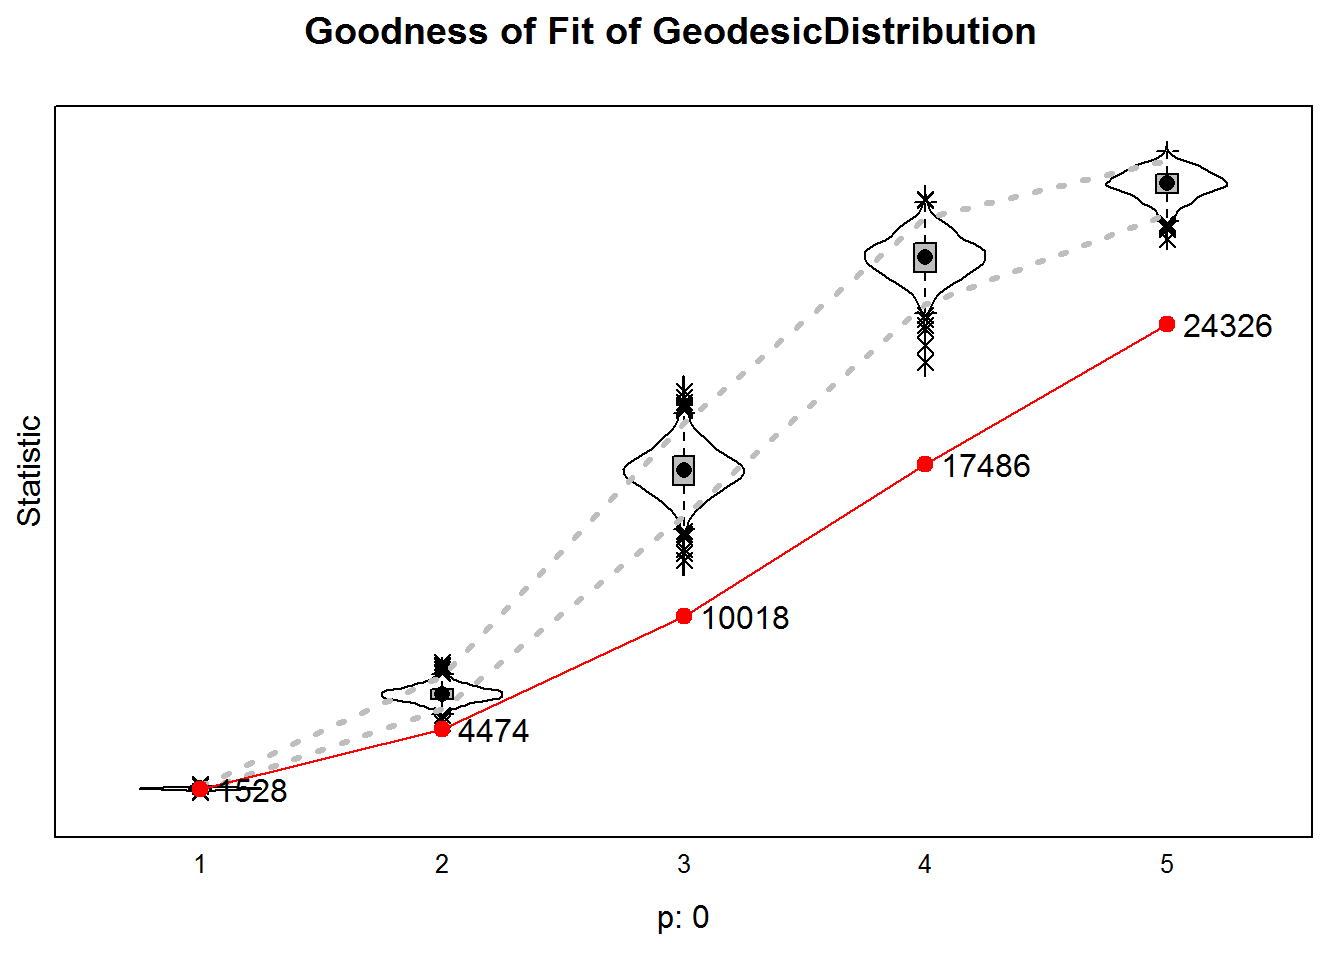 Goodness of Fit of GeodesicDistribution
Statistic
24326
17486
10018
4474
1528
1 2 3 4 5
p: 0